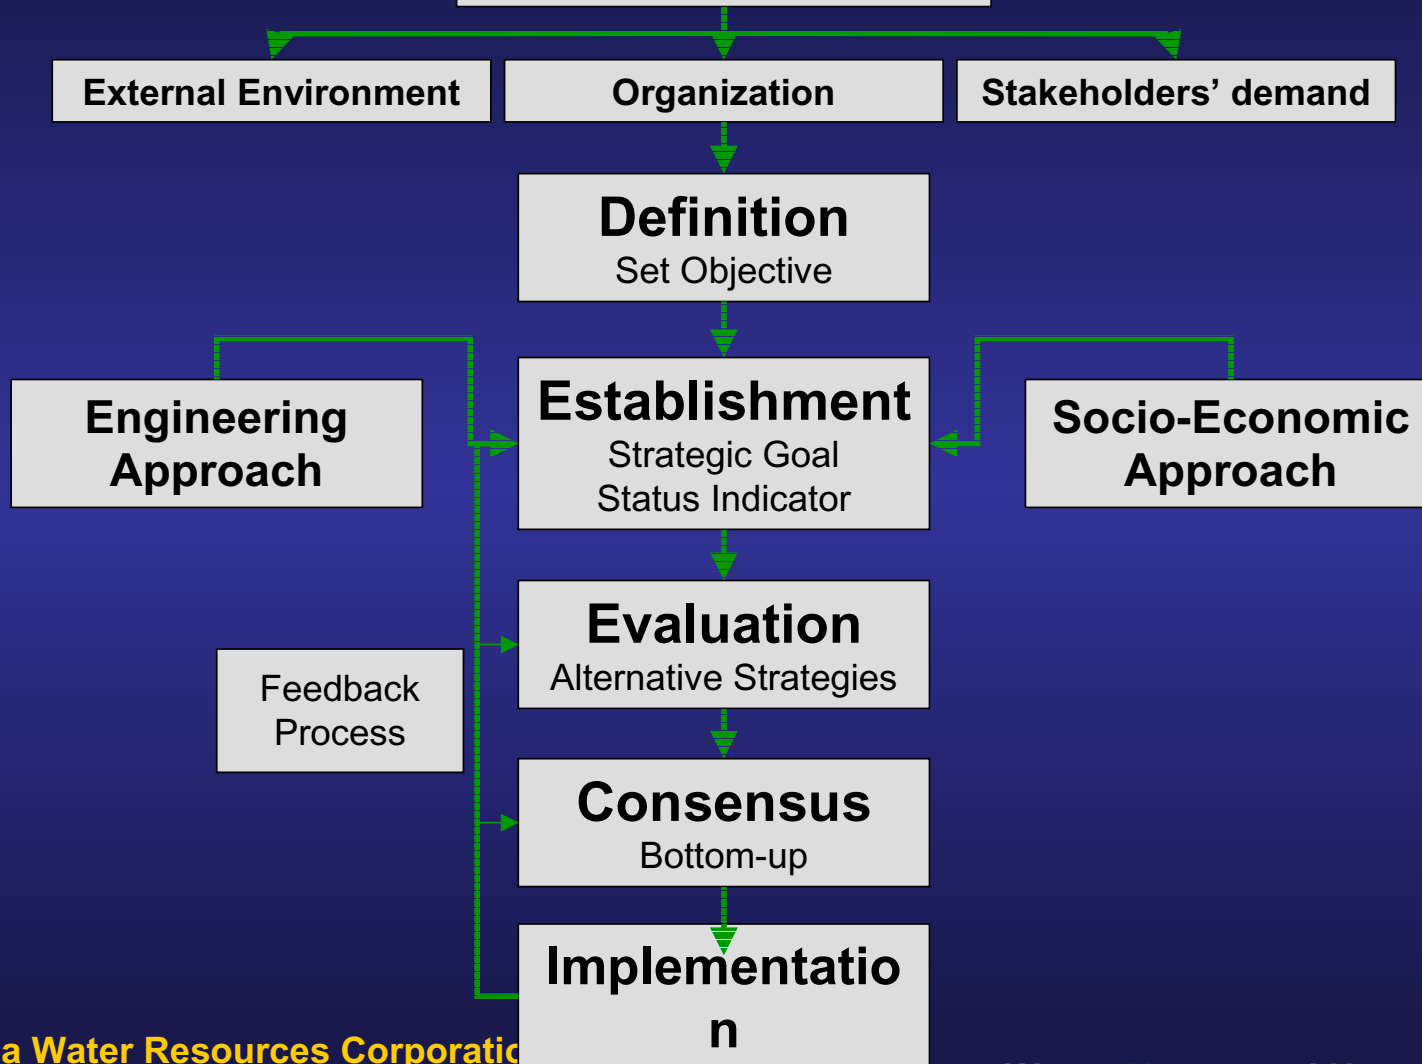 External Environment
Organization
Stakeholders’ demand
Definition
Set Objective
Establishment
Strategic Goal
Status Indicator
Engineering
Approach
Socio-Economic
Approach
Evaluation
Alternative Strategies
Feedback
Process
Consensus
Bottom-up
Implementatio
n
a Water Resources